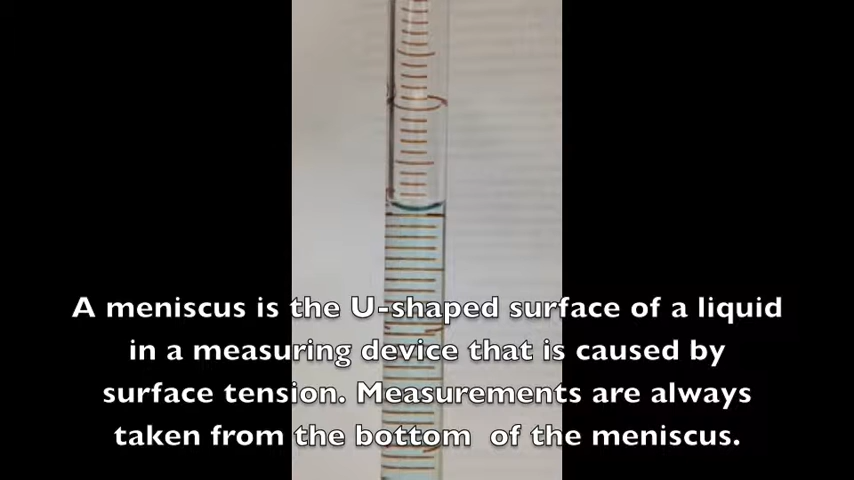 A meniscus is the U-shaped surface of a liquid
in a measuring device that is caused by
surface tension. Measurements are always
taken from the bottom  of the meniscus.